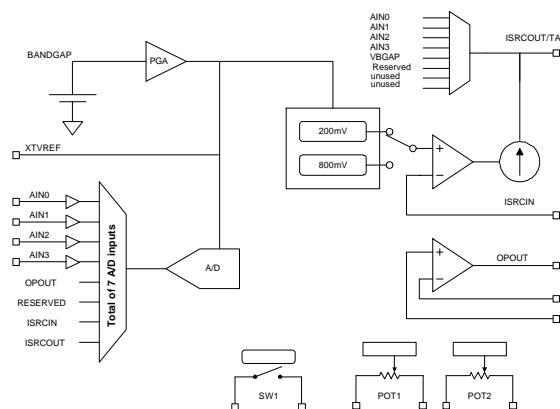 BANDGAP
PGA
XTVREF
AIN0
AIN1
AIN2
AIN3
OPOUT
RESERVED
ISRCIN
ISRCOUT
Total of 7 A/D inputs
A/D
AIN0
AIN1
AIN2
AIN3
VBGAP
Reserved
unused
unused
ISRCOUT/TA
200mV
800mV
+
−
ISRCIN
+
−
OPOUT
SW1
POT1
POT2